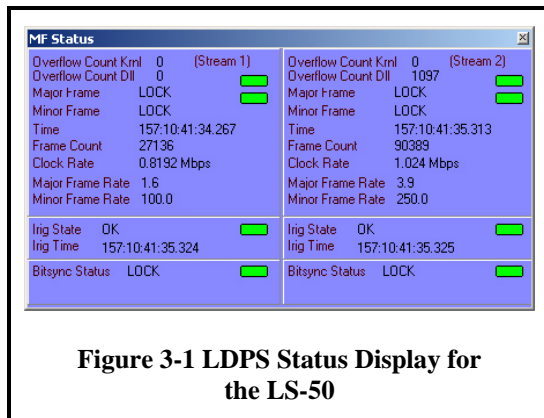 MF Status
Overflow Count Krnl 0 (Stream 1)
Overflow Count Dll 0
Major Frame LOCK
Minor Frame LOCK
Time 157:10:41:34.267
Frame Count 27136
Clock Rate 0.8192 Mbps
Major Frame Rate 1.6
Minor Frame Rate 100.0
Irig State OK
Irig Time 157:10:41:35.324
Bitsync Status LOCK
Overflow Count Krnl 0 (Stream 2)
Overflow Count Dll 1097
Major Frame LOCK
Minor Frame LOCK
Time 157:10:41:35.313
Frame Count 90389
Clock Rate 1.024 Mbps
Major Frame Rate 3.9
Minor Frame Rate 250.0
Irig State OK
Irig Time 157:10:41:35.325
Bitsync Status LOCK
Figure 3-1 LDPS Status Display for
the LS-50